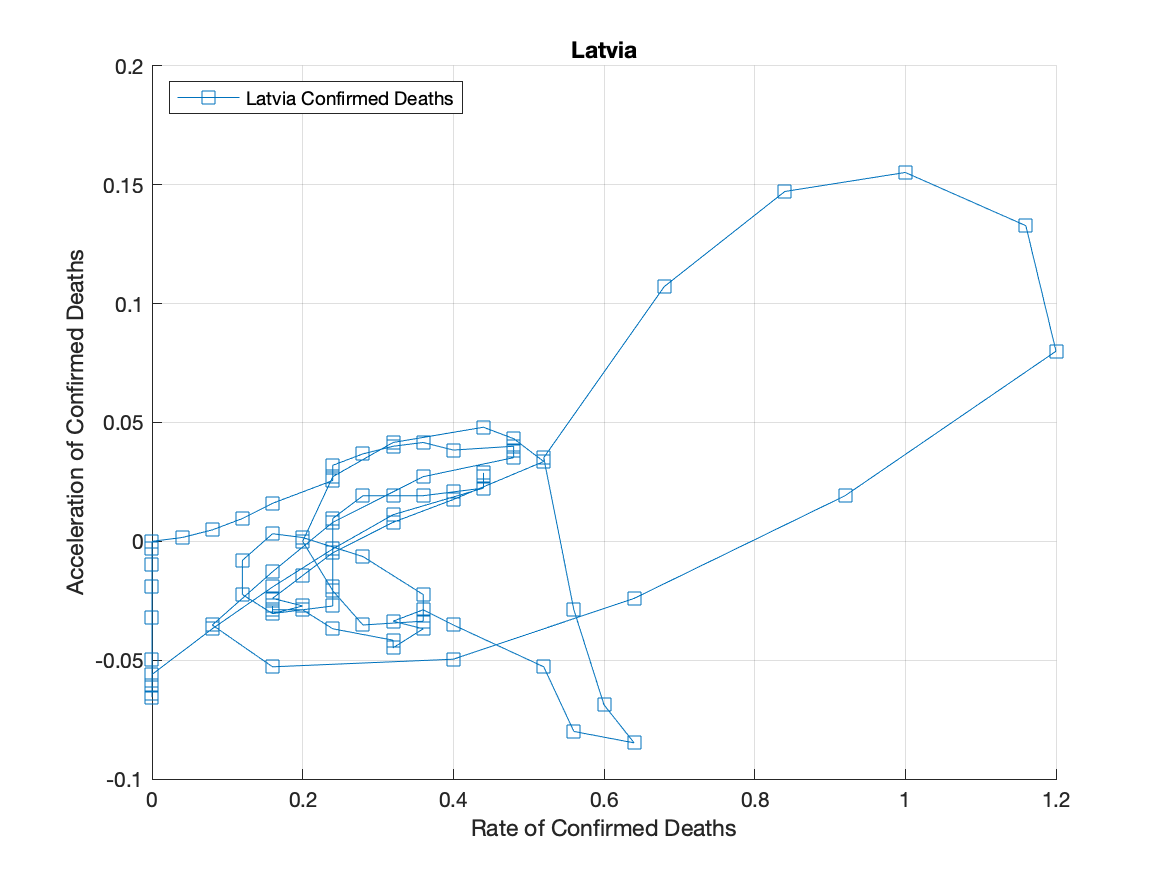 Latvia
Latvia Confirmed Deaths
0.2
0.15
0.1
0.05
0
-0.05
-0.1
Acceleration of Confirmed Deaths
0 0.2 0.4 0.6 0.8 1 1.2
Rate of Confirmed Deaths